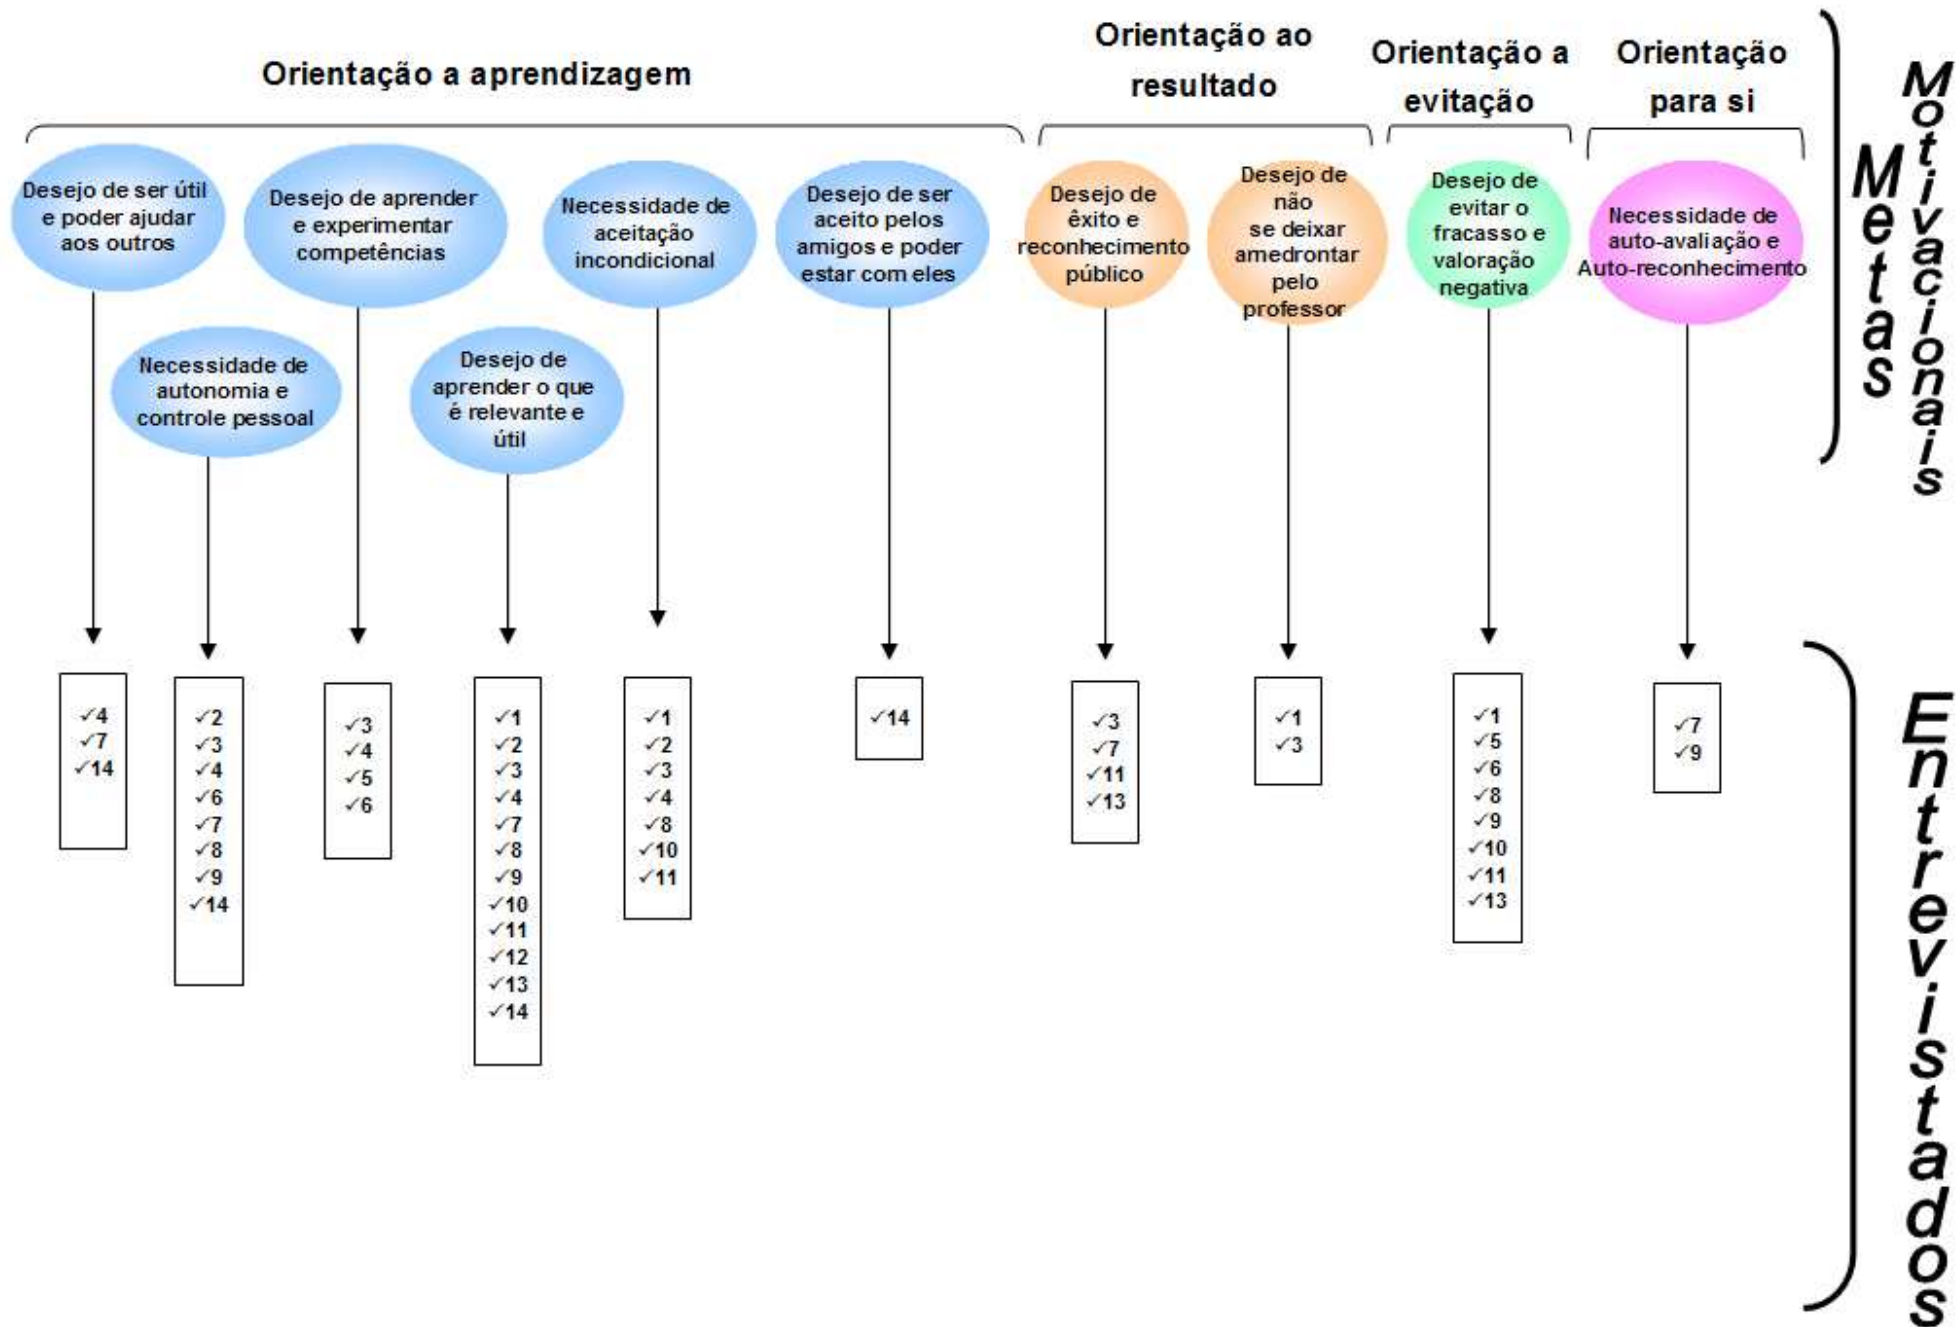 Orientação a aprendizagem
Orientação ao
resultado
Orientação a
evitação
Orientação
para si
Metas
Motivacionais
Desejo de ser útil
e poder ajudar
aos outros
Necessidade de
autonomia e
controle pessoal
Desejo de aprender
e experimentar
competências
Desejo de
aprender o que
é relevante e
útil
Necessidade de
aceitação
incondicional
Desejo de ser
aceito pelos
amigos e poder
estar com eles
Desejo de
êxito e
reconhecimento
público
Desejo de
não
se deixar
amedrontar
pelo
professor
Desejo de
evitar o
fracasso e
valoração
negativa
Necessidade de
auto-avaliação e
Auto-reconhecimento
✓4
✓7
✓14
✓2
✓3
✓4
✓6
✓7
✓8
✓9
✓14
✓3
✓4
✓5
✓6
✓1
✓2
✓3
✓4
✓7
✓8
✓9
✓10
✓11
✓12
✓13
✓14
✓1
✓2
✓3
✓4
✓8
✓10
✓11
✓14
✓3
✓7
✓11
✓13
✓1
✓3
✓1
✓5
✓6
✓8
✓9
✓10
✓11
✓13
✓7
✓9
Entrevistados